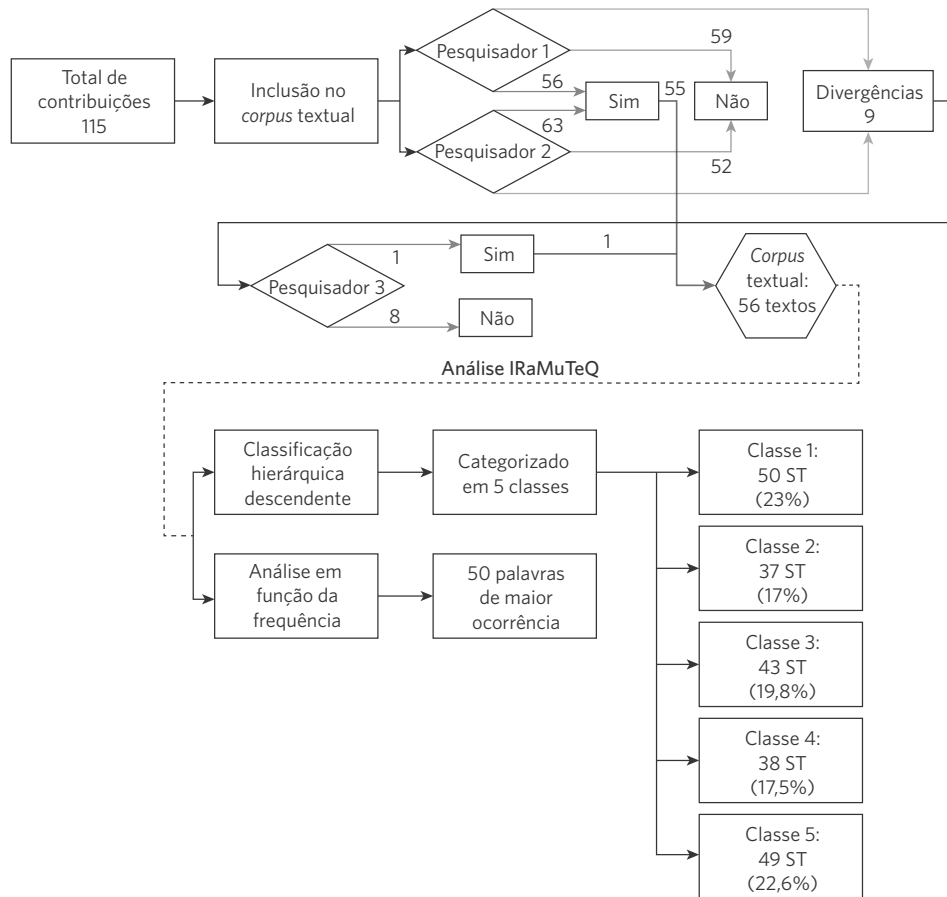 Total de
contribuições
115
Inclusão no
corpus textual
Pesquisador 1
59
56
Sim
55
Não
Divergências
9
63
Pesquisador 2
52
Pesquisador 3
1
Sim
1
8
Não
Corpus
textual:
56 textos
Análise IRaMuTeQ
Classificação
hierárquica
descendente
Categorizado
em 5 classes
Análise em
função da
frequência
50 palavras
de maior
ocorrência
Classe 1:
50 ST
(23%)
Classe 2:
37 ST
(17%)
Classe 3:
43 ST
(19,8%)
Classe 4:
38 ST
(17,5%)
Classe 5:
49 ST
(22,6%)